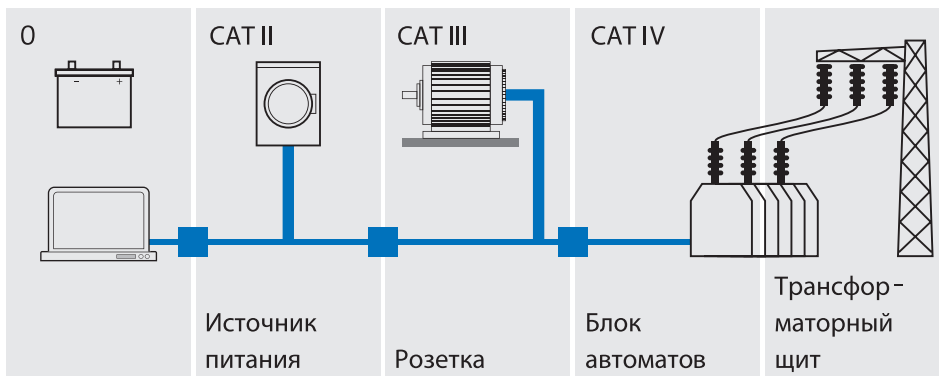 0
CAT II
CAT III
CAT IV
- +
Источник
питания
Розетка
Блок
автоматов
Трансфор-
маторный
щит